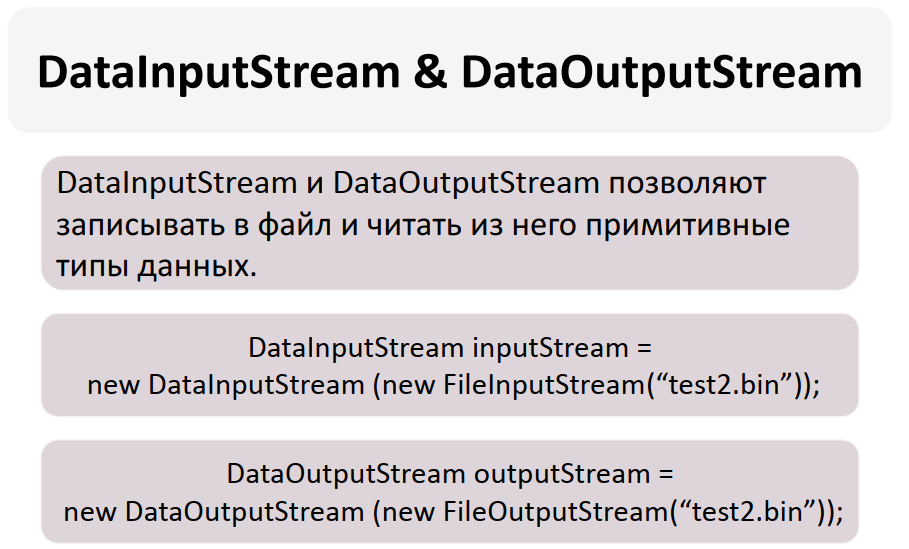 DataInputStream & DataOutputStream
DataInputStream и DataOutputStream позволяют
записывать в файл и читать из него примитивные
типы данных.
DataInputStream inputStream =
new DataInputStream (new FileInputStream(“test2.bin”));
DataOutputStream outputStream =
new DataOutputStream (new FileOutputStream(“test2.bin”));